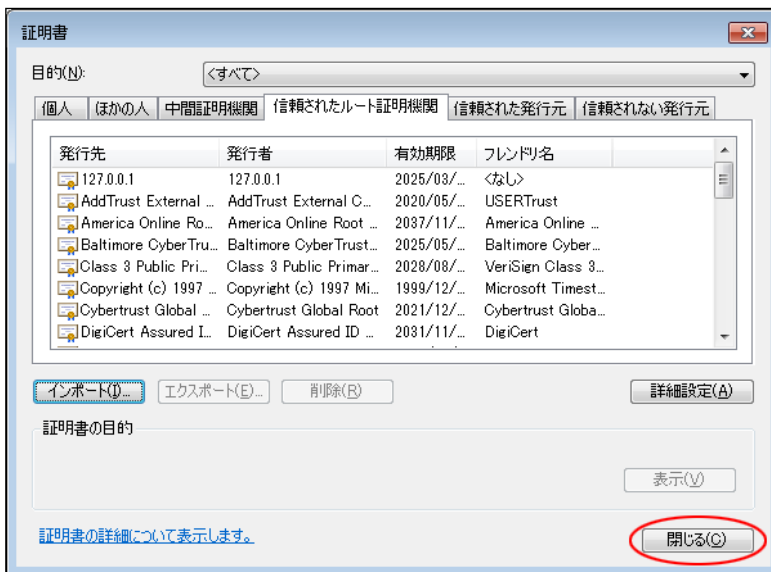 証明書
目的(N): <すべて>
個人 ほかの人 中間証明機関 信頼されたルート証明機関 信頼された発行元 信頼されない発行元
発行先 発行者 有効期限 フレンドリ名
127.0.0.1 127.0.0.1 2025/03/... <なし>
AddTrust External ... AddTrust External C... 2020/05/... USERTrust
America Online Ro... America Online Root ... 2037/11/... America Online ...
Baltimore CyberTru... Baltimore CyberTrust... 2025/05/... Baltimore Cyber...
Class 3 Public Pri... Class 3 Public Primar... 2028/08/... VeriSign Class 3...
Copyright (c) 1997 ... Copyright (c) 1997 Mi... 1999/12/... Microsoft Timest...
Cybertrust Global ... Cybertrust Global Root 2021/12/... Cybertrust Globa...
DigiCert Assured I... DigiCert Assured ID ... 2031/11/... DigiCert
インポート(I)... エクスポート(E)... 削除(R) 詳細設定(A)
証明書の目的
表示(V)
証明書の詳細について表示します。
閉じる(C)